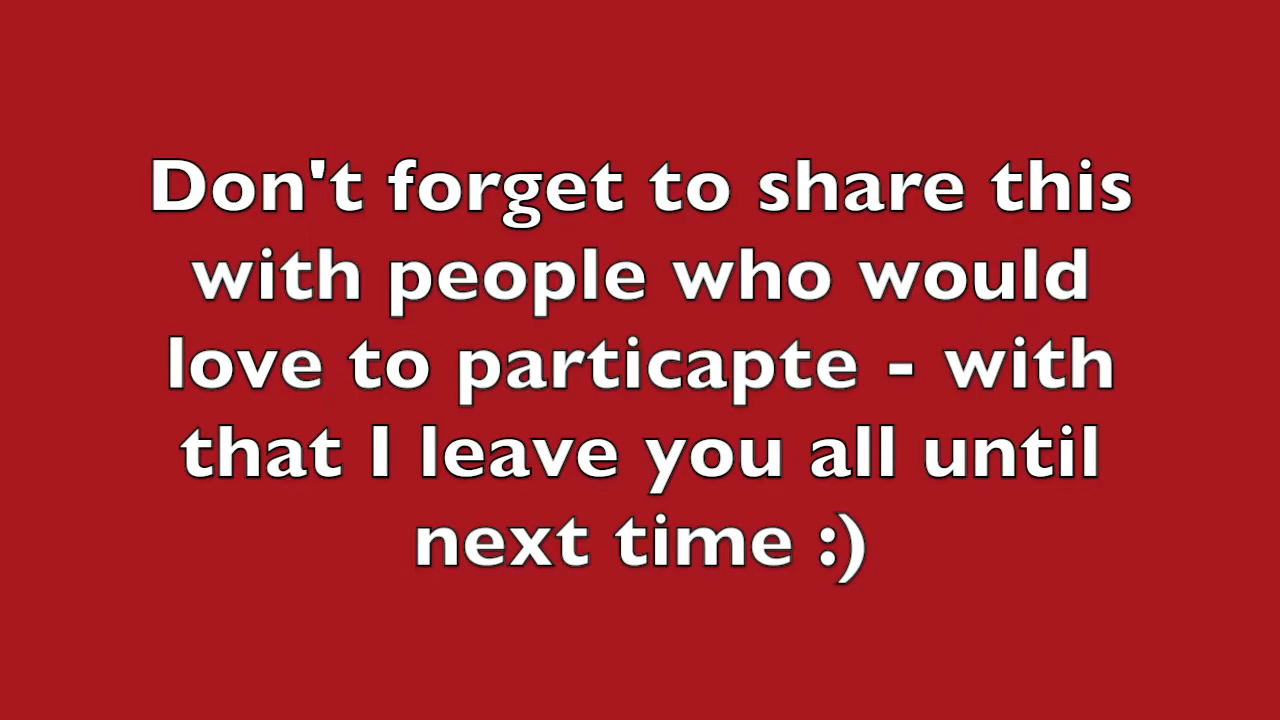 Don't forget to share this
with people who would
love to particapte - with
that I leave you all until
next time :)